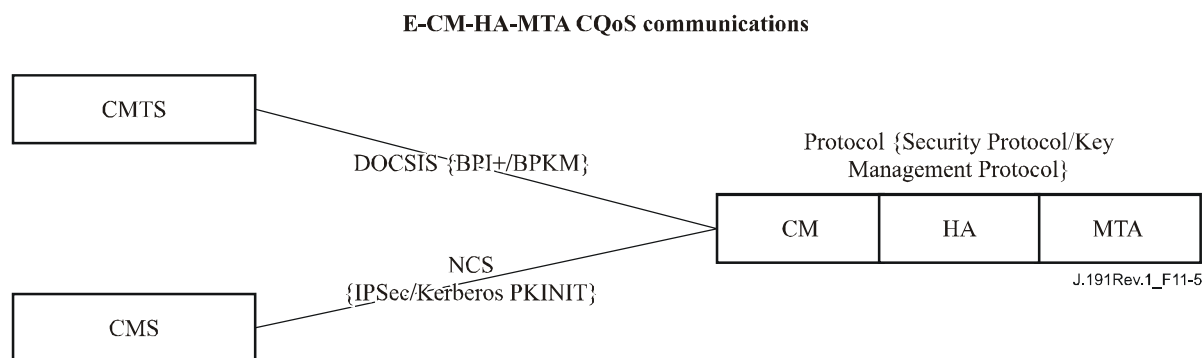 E-CM-HA-MTA CQoS communications
CMTS
DOCSIS {BPI+/BPKM}
Protocol {Security Protocol/Key
Management Protocol}
CM
HA
MTA
NCS
{IPSec/Kerberos PKINIT}
J.191Rev.1_F11-5
CMS